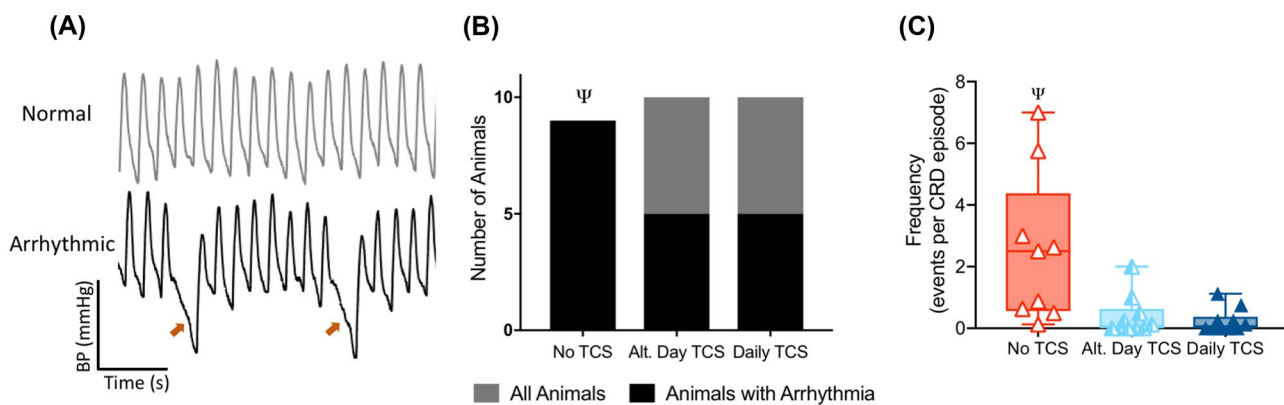 (A)
Normal
Arrhythmic
BP (mmHg)
Time (s)
(B)
Number of Animals
10
5
0
Ψ
No TCS
Alt. Day TCS
Daily TCS
All Animals
Animals with Arrhythmia
(C)
Frequency
(events per CRD episode)
8
6
4
2
0
Ψ
No TCS
Alt. Day TCS
Daily TCS